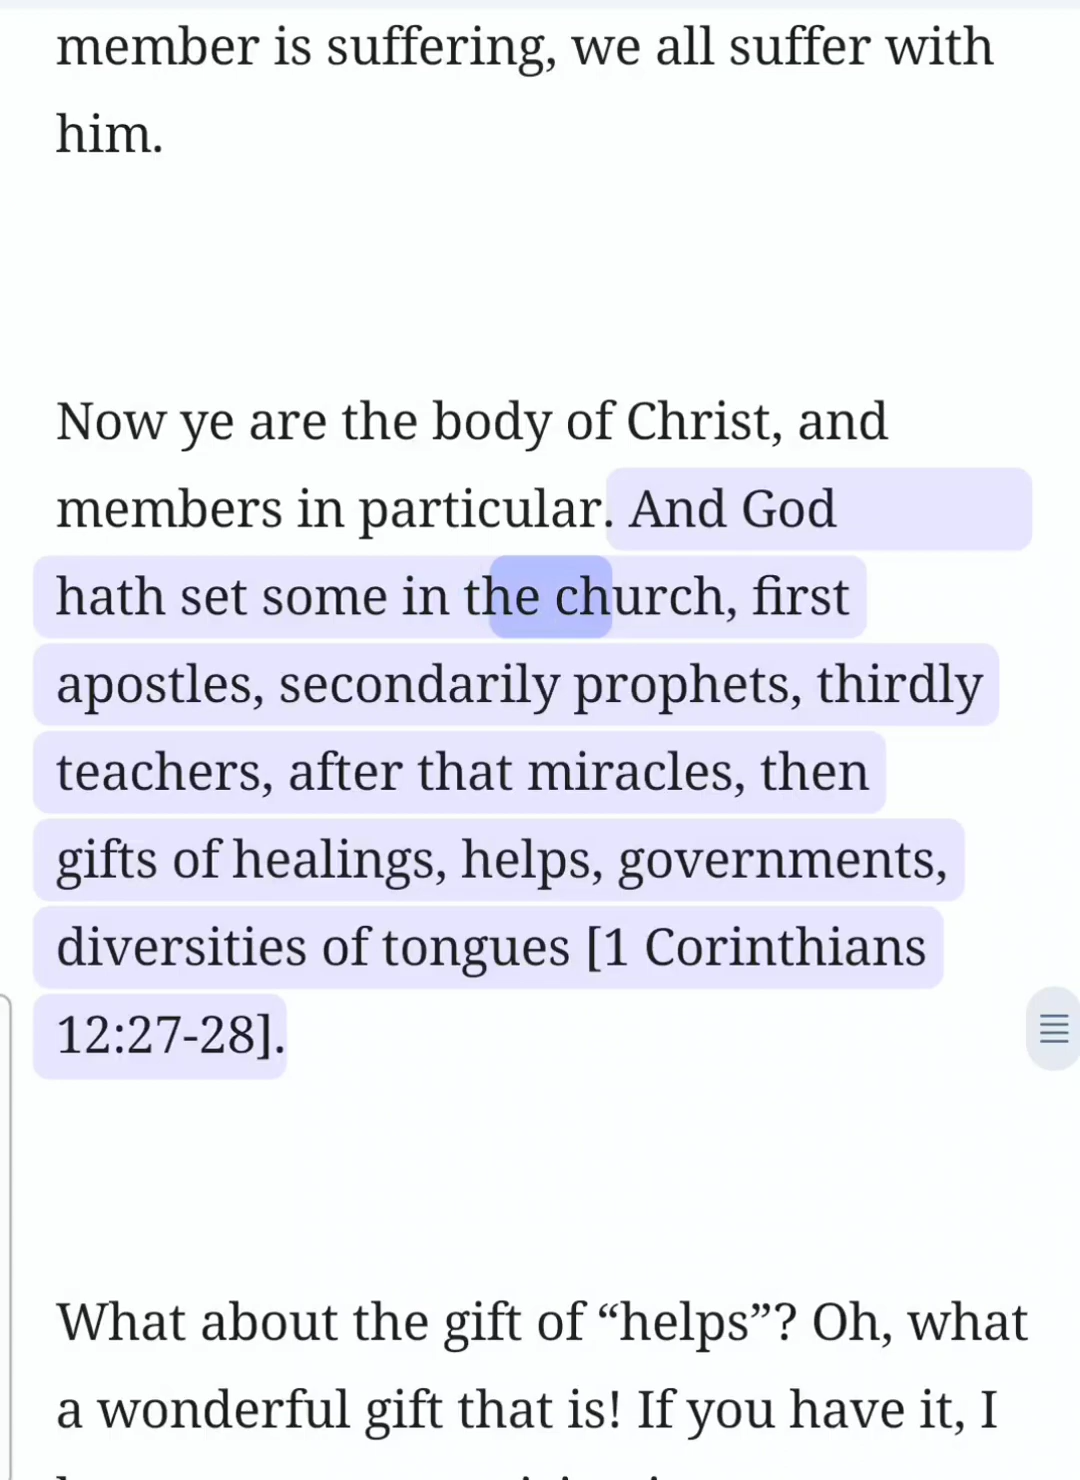 member is suffering, we all suffer with
him.
Now ye are the body of Christ, and
members in particular. And God
hath set some in the church, first
apostles, secondarily prophets, thirdly
teachers, after that miracles, then
gifts of healings, helps, governments,
diversities of tongues [1 Corinthians
12:27-28].
What about the gift of “helps”? Oh, what
a wonderful gift that is! If you have it, I